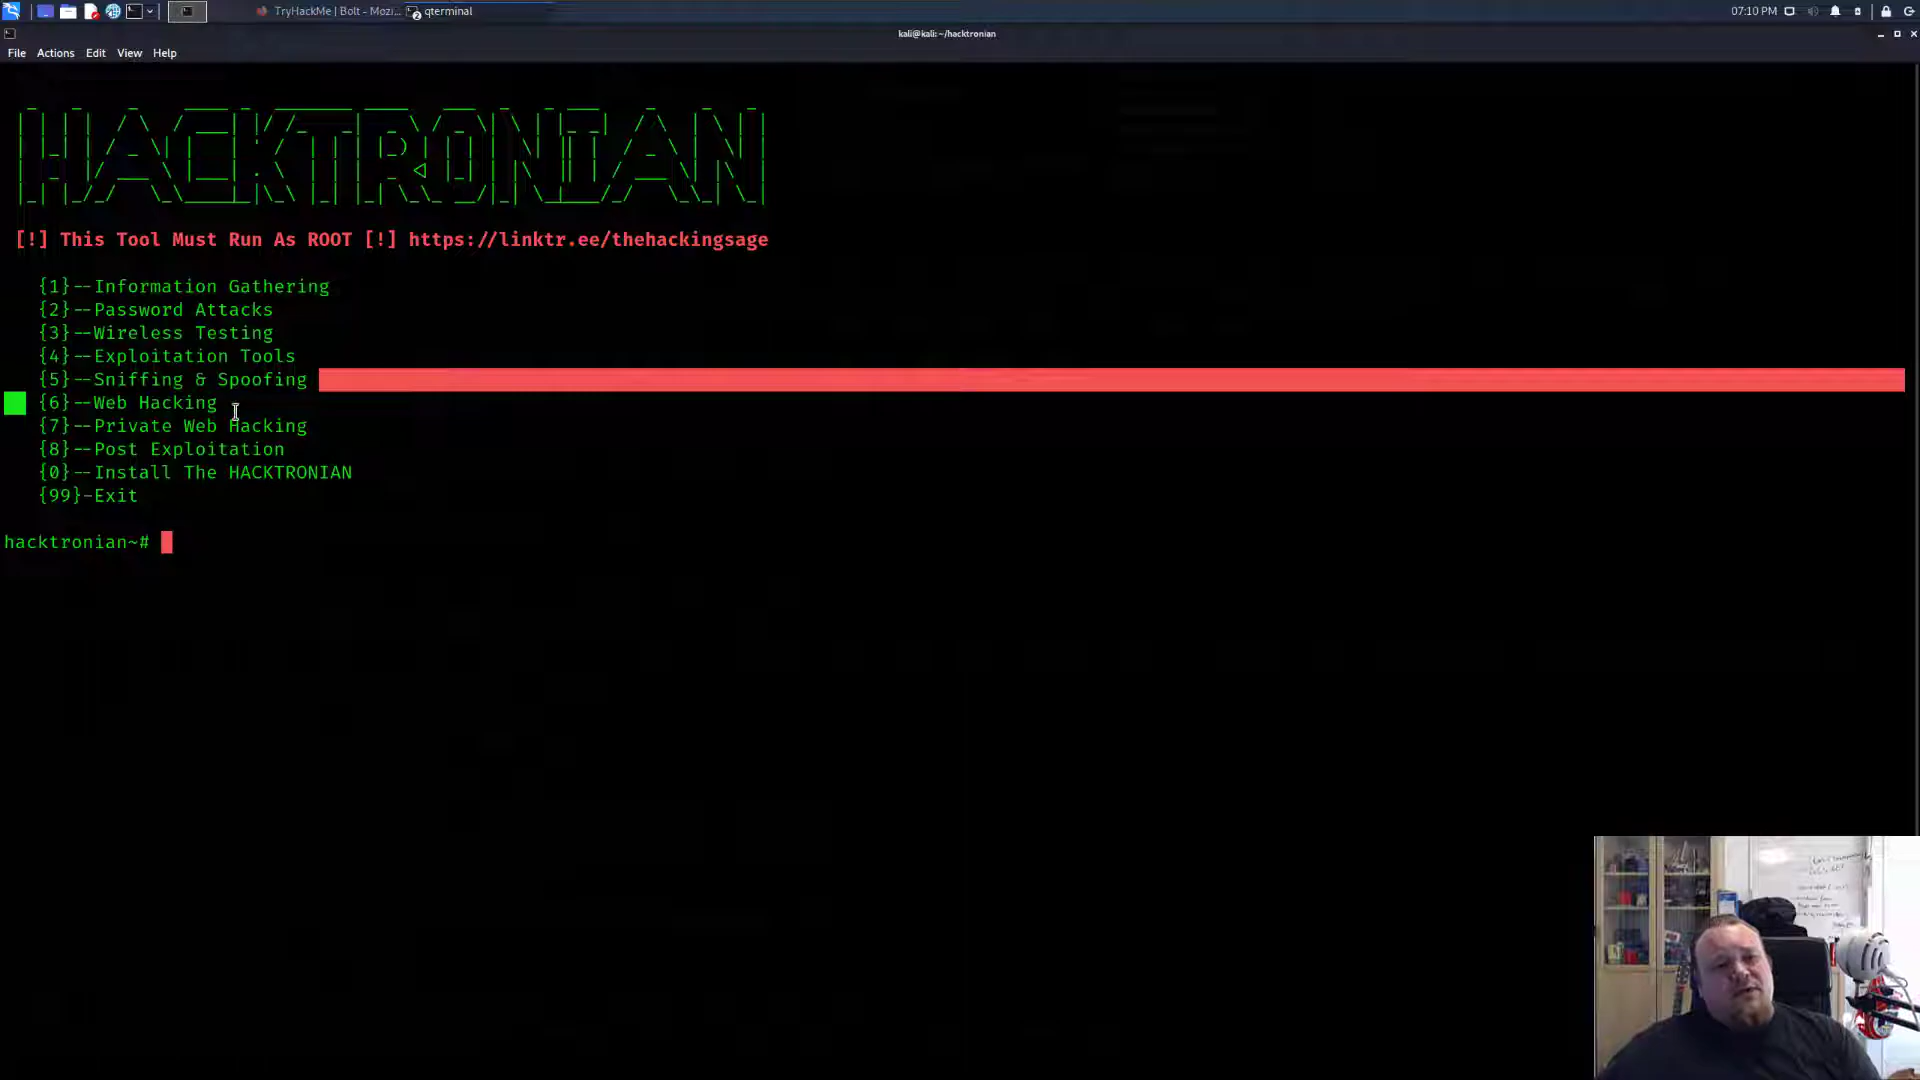 TryHackMe | Bolt - Mozi...
qterminal
07:10 PM
kali@kali: ~/hacktronian
File Actions Edit View Help
HACKTRONIAN
[!] This Tool Must Run As ROOT [!] https://linktr.ee/thehackingsage
{1}--Information Gathering
{2}--Password Attacks
{3}--Wireless Testing
{4}--Exploitation Tools
{5}--Sniffing & Spoofing
{6}--Web Hacking
{7}--Private Web Hacking
{8}--Post Exploitation
{0}--Install The HACKTRONIAN
{99}-Exit
hacktronian~#